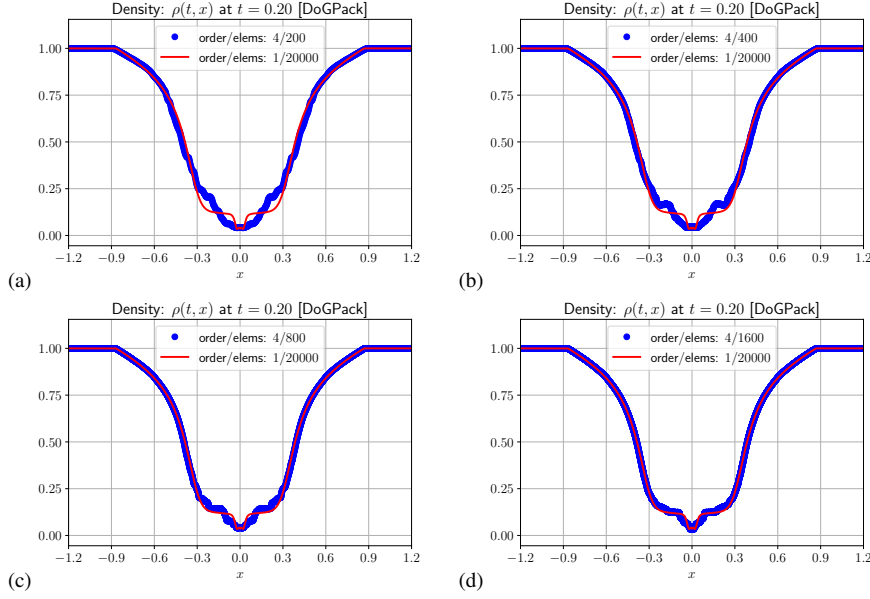 Density: ρ(t, x) at t = 0.20 [DoGPack]
order/elems: 4/200
order/elems: 1/20000
1.00
0.75
0.50
0.25
0.00
−1.2 −0.9 −0.6 −0.3 0.0 0.3 0.6 0.9 1.2
x
(a)
Density: ρ(t, x) at t = 0.20 [DoGPack]
order/elems: 4/400
order/elems: 1/20000
1.00
0.75
0.50
0.25
0.00
−1.2 −0.9 −0.6 −0.3 0.0 0.3 0.6 0.9 1.2
x
(b)
Density: ρ(t, x) at t = 0.20 [DoGPack]
order/elems: 4/800
order/elems: 1/20000
1.00
0.75
0.50
0.25
0.00
−1.2 −0.9 −0.6 −0.3 0.0 0.3 0.6 0.9 1.2
x
(c)
Density: ρ(t, x) at t = 0.20 [DoGPack]
order/elems: 4/1600
order/elems: 1/20000
1.00
0.75
0.50
0.25
0.00
−1.2 −0.9 −0.6 −0.3 0.0 0.3 0.6 0.9 1.2
x
(d)